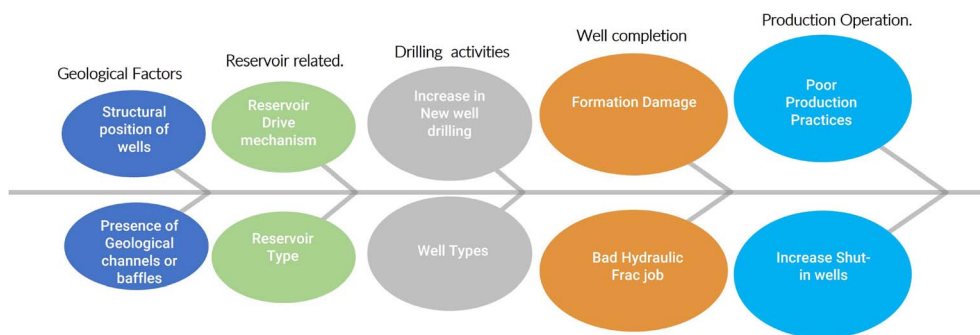 Geological Factors
Reservoir related.
Drilling activities
Well completion
Production Operation.
Structural
position of
wells
Reservoir
Drive
mechanism
Increase in
New well
drilling
Formation Damage
Poor
Production
Practices
Presence of
Geological
channels or
baffles
Reservoir
Type
Well Types
Bad Hydraulic
Frac job
Increase Shut-
in wells